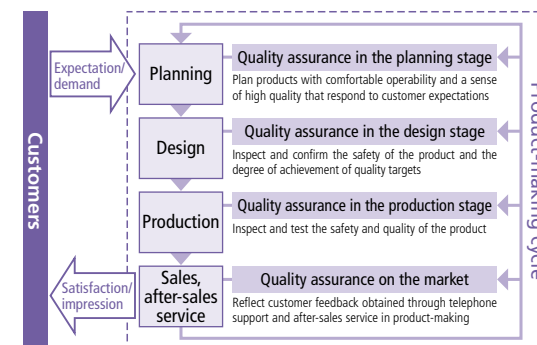 Customers
Expectation/
demand
Planning
Quality assurance in the planning stage
Plan products with comfortable operability and a sense
of high quality that respond to customer expectations
Design
Quality assurance in the design stage
Inspect and confirm the safety of the product and the
degree of achievement of quality targets
Production
Quality assurance in the production stage
Inspect and test the safety and quality of the product
Satisfaction/
impression
Sales,
after-sales
service
Quality assurance on the market
Reflect customer feedback obtained through telephone
support and after-sales service in product-making
Product-making cycle